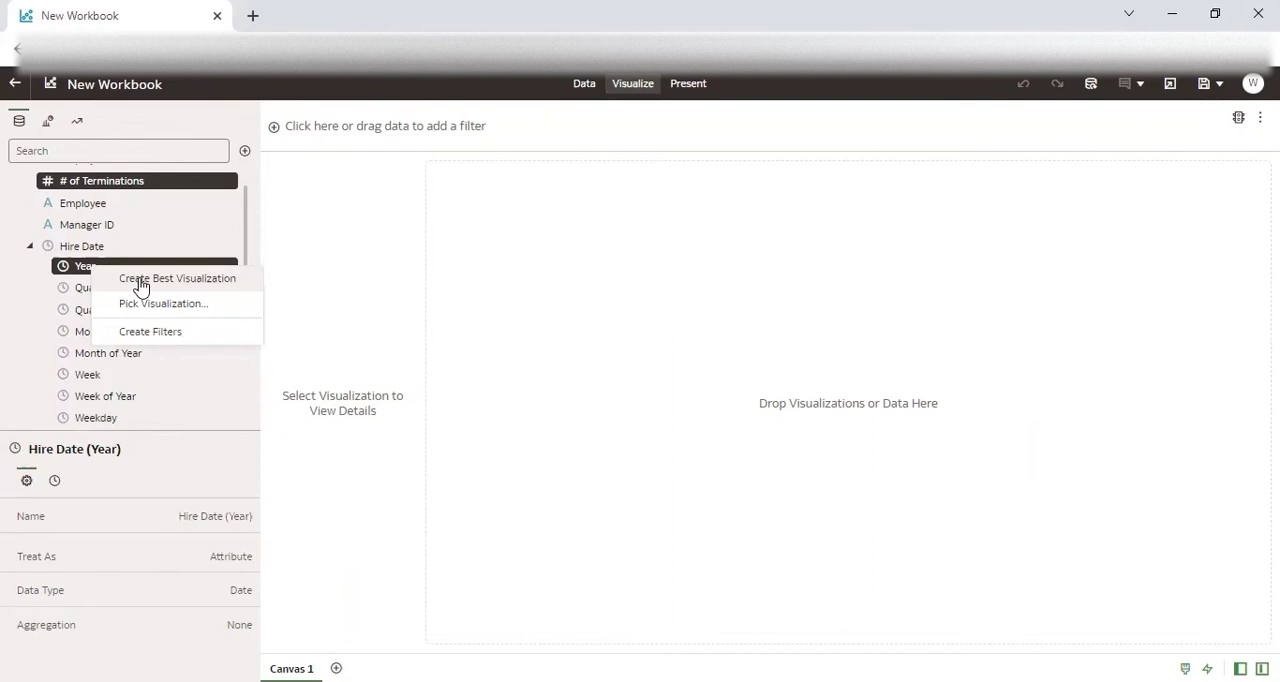 New Workbook
New Workbook
Data Visualize Present
W
Search
Click here or drag data to add a filter
# of Terminations
A Employee
A Manager ID
Hire Date
Create Best Visualization
Pick Visualization...
Create Filters
Month of Year
Week
Week of Year
Weekday
Select Visualization to
View Details
Drop Visualizations or Data Here
Hire Date (Year)
Name Hire Date (Year)
Treat As Attribute
Data Type Date
Aggregation None
Canvas 1